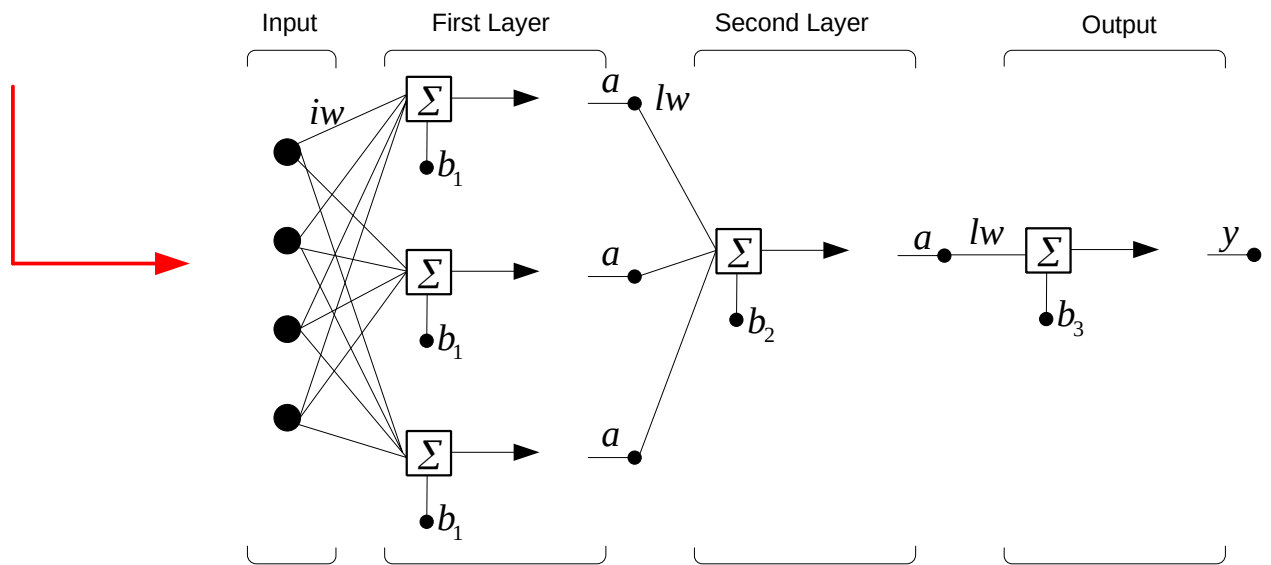 Input
First Layer
Second Layer
Output
iw
Σ
a
lw
b1
Σ
a
b1
Σ
b2
a
lw
Σ
b3
y
Σ
a
b1